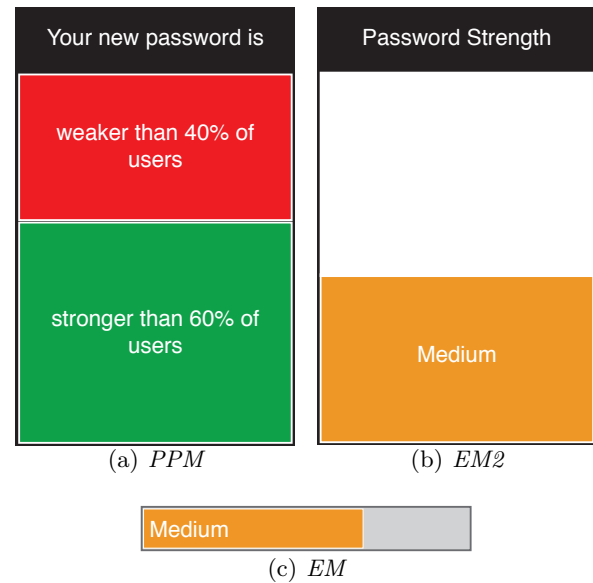 Your new password is
weaker than 40% of
users
stronger than 60% of
users
(a) PPM
Password Strength
Medium
(b) EM2
Medium
(c) EM